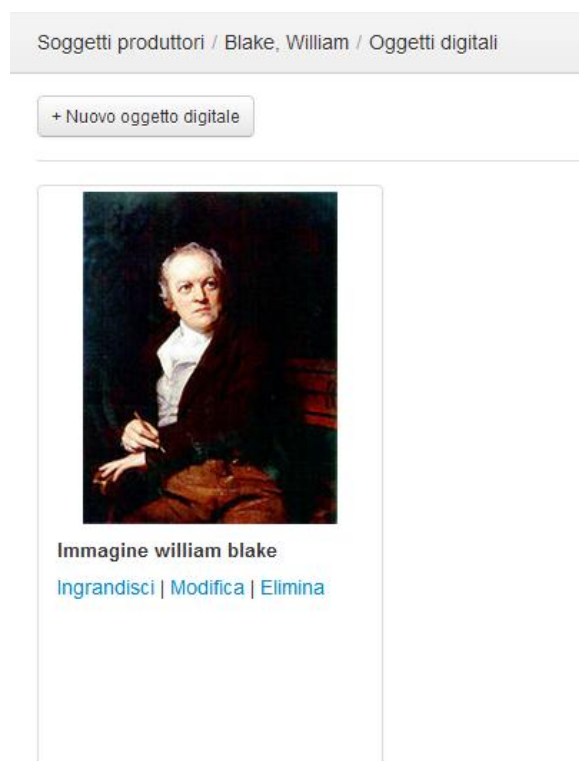 Soggetti produttori / Blake, William / Oggetti digitali
+ Nuovo oggetto digitale
Immagine william blake
Ingrandisci | Modifica | Elimina